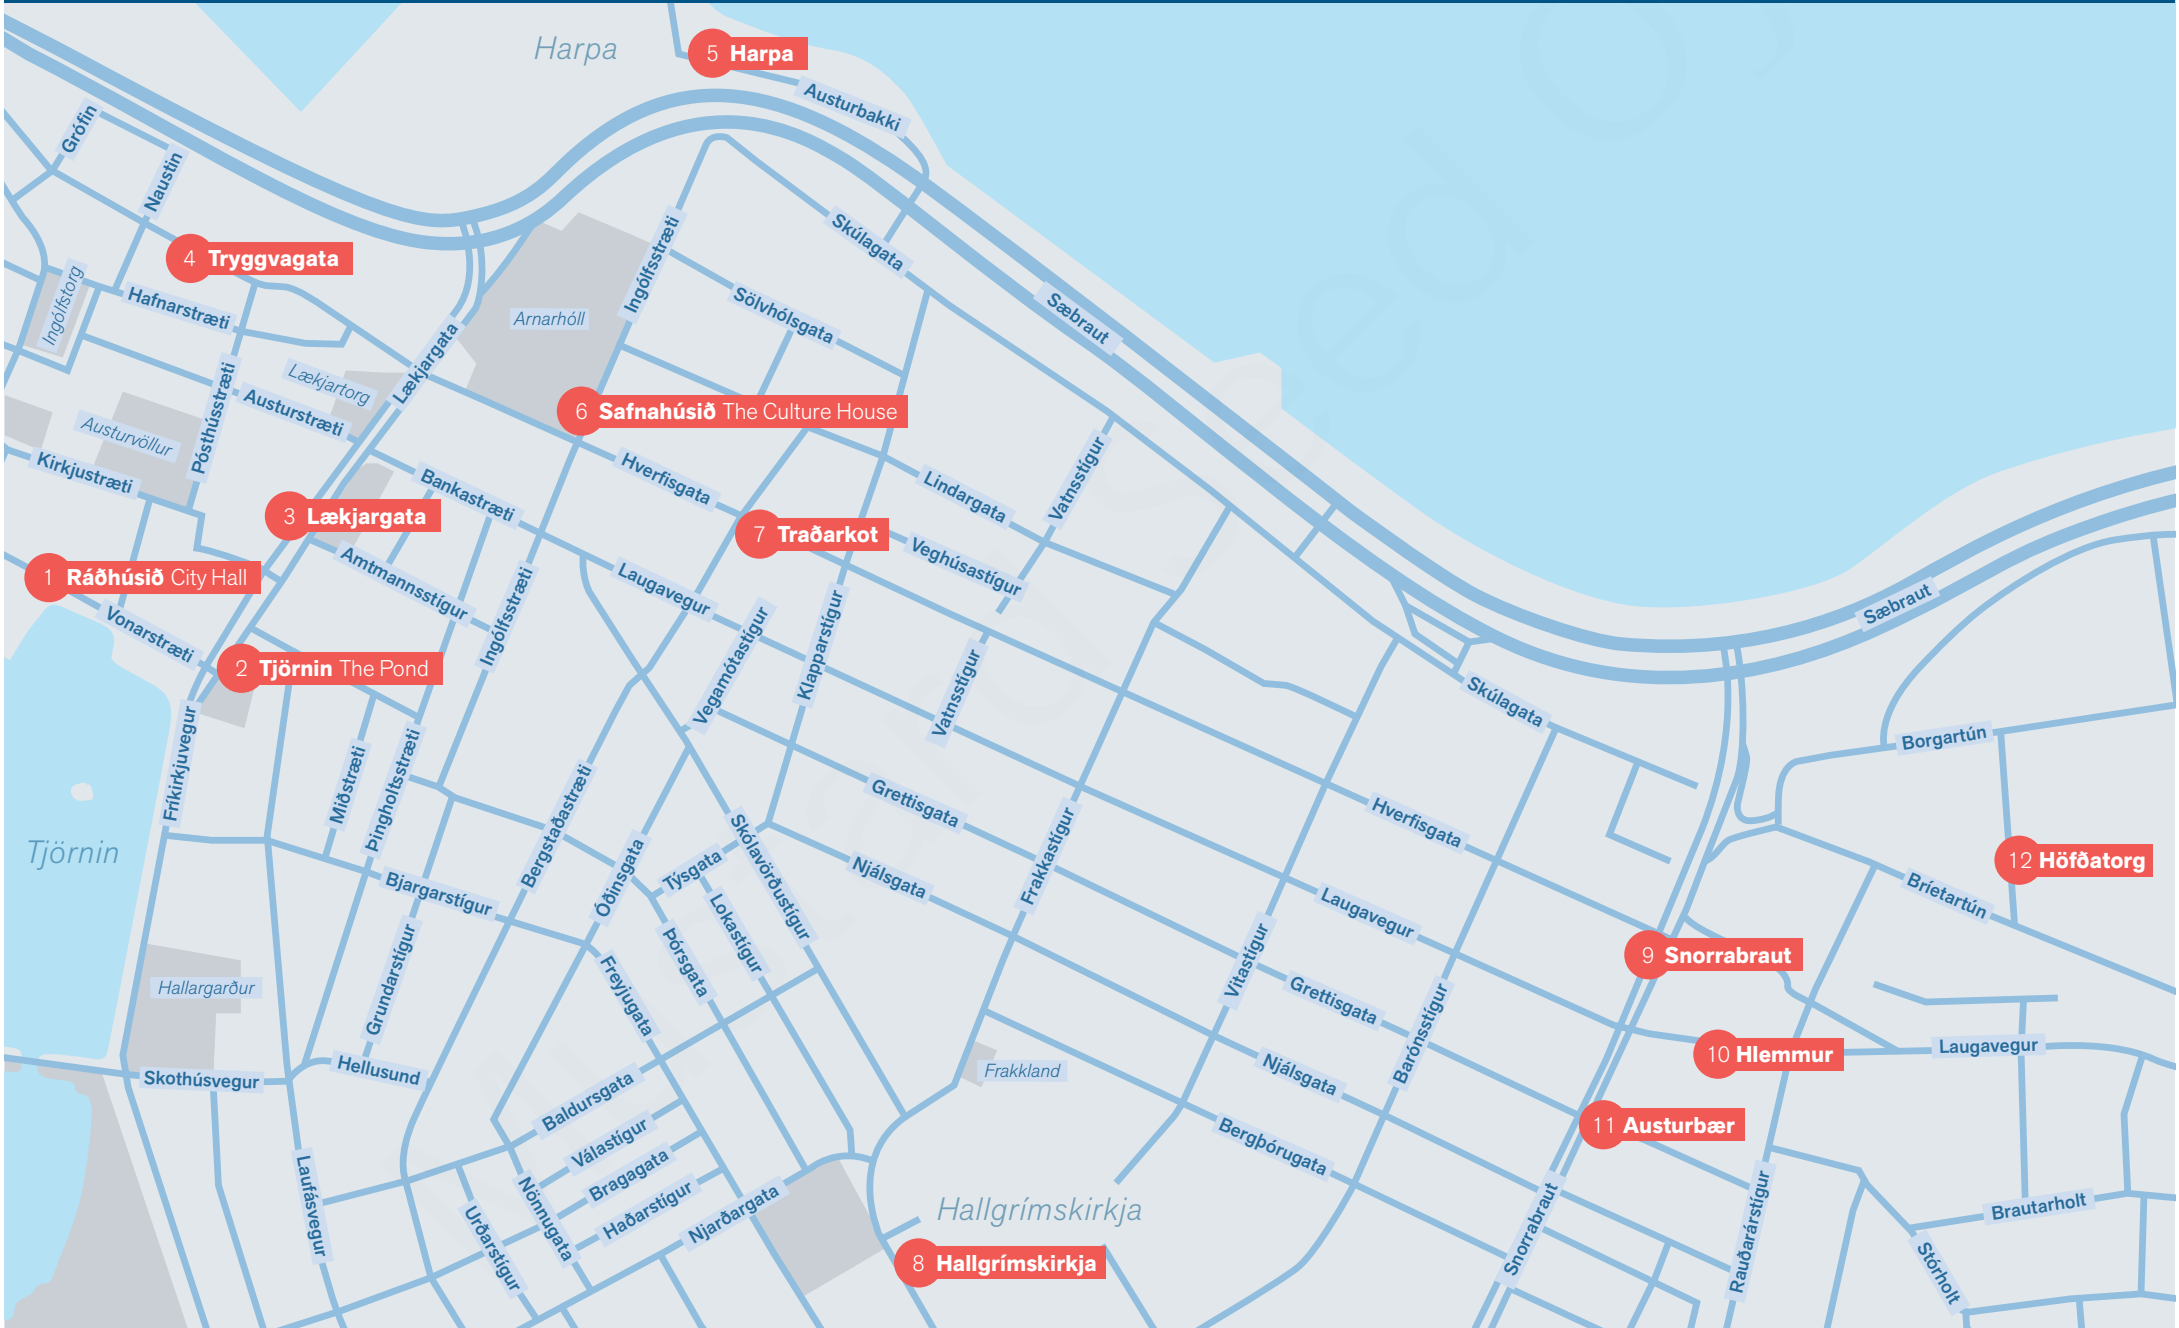 Harpa
5 Harpa
Austurbakki
Grófin
Naustin
4 Tryggvagata
Ingólfstorg
Hafnarstræti
Arnarhóll
Ingólfsstræti
Skúlagata
Sölvhólsgata
Sæbraut
Lækjargata
Lækjartorg
Pósthússtræti
Austurstræti
Austurvöllur
Kirkjustræti
6 Safnahúsið The Culture House
Hverfisgata
Bankastræti
Lindargata
Vatnsstígur
3 Lækjargata
7 Traðarkot
Amtmannsstígur
Veghúsastígur
1 Ráðhúsið City Hall
Laugavegur
Ingólfsstræti
Vonarstræti
Vegamótastígur
Klapparstígur
Sæbraut
2 Tjörnin The Pond
Vatnsstígur
Skúlagata
Fríkirkjuvegur
Miðstræti
Þingholtsstræti
Borgartún
Bergstaðastræti
Grettisgata
Hverfisgata
Tjörnin
Skólavörðustígur
Týsgata
Njálsgata
Frakkastígur
12 Höfðatorg
Bjargarstígur
Óðinsgata
Lokastígur
Laugavegur
Bríetartún
Grundarstígur
Freyjugata
Þórsgata
Vitastígur
9 Snorrabraut
Hallargarður
Grettisgata
Barónsstígur
Skothúsvegur
Hellusund
Frakkland
Njálsgata
10 Hlemmur
Laugavegur
Baldursgata
Válastígur
Bragagata
Haðarstígur
Bergþórugata
11 Austurbær
Laufásvegur
Urðarstígur
Nönnugata
Njarðargata
Hallgrímskirkja
8 Hallgrímskirkja
Snorrabraut
Rauðarárstígur
Brautarholt
Stórholt